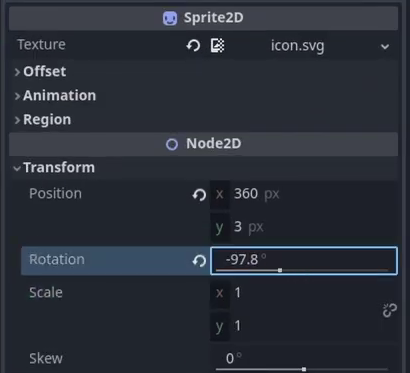 Sprite2D
Texture icon.svg
Offset
Animation
Region
Node2D
Transform
Position x 360 px
y 3 px
Rotation -97.8°
Scale x 1
y 1
Skew 0°